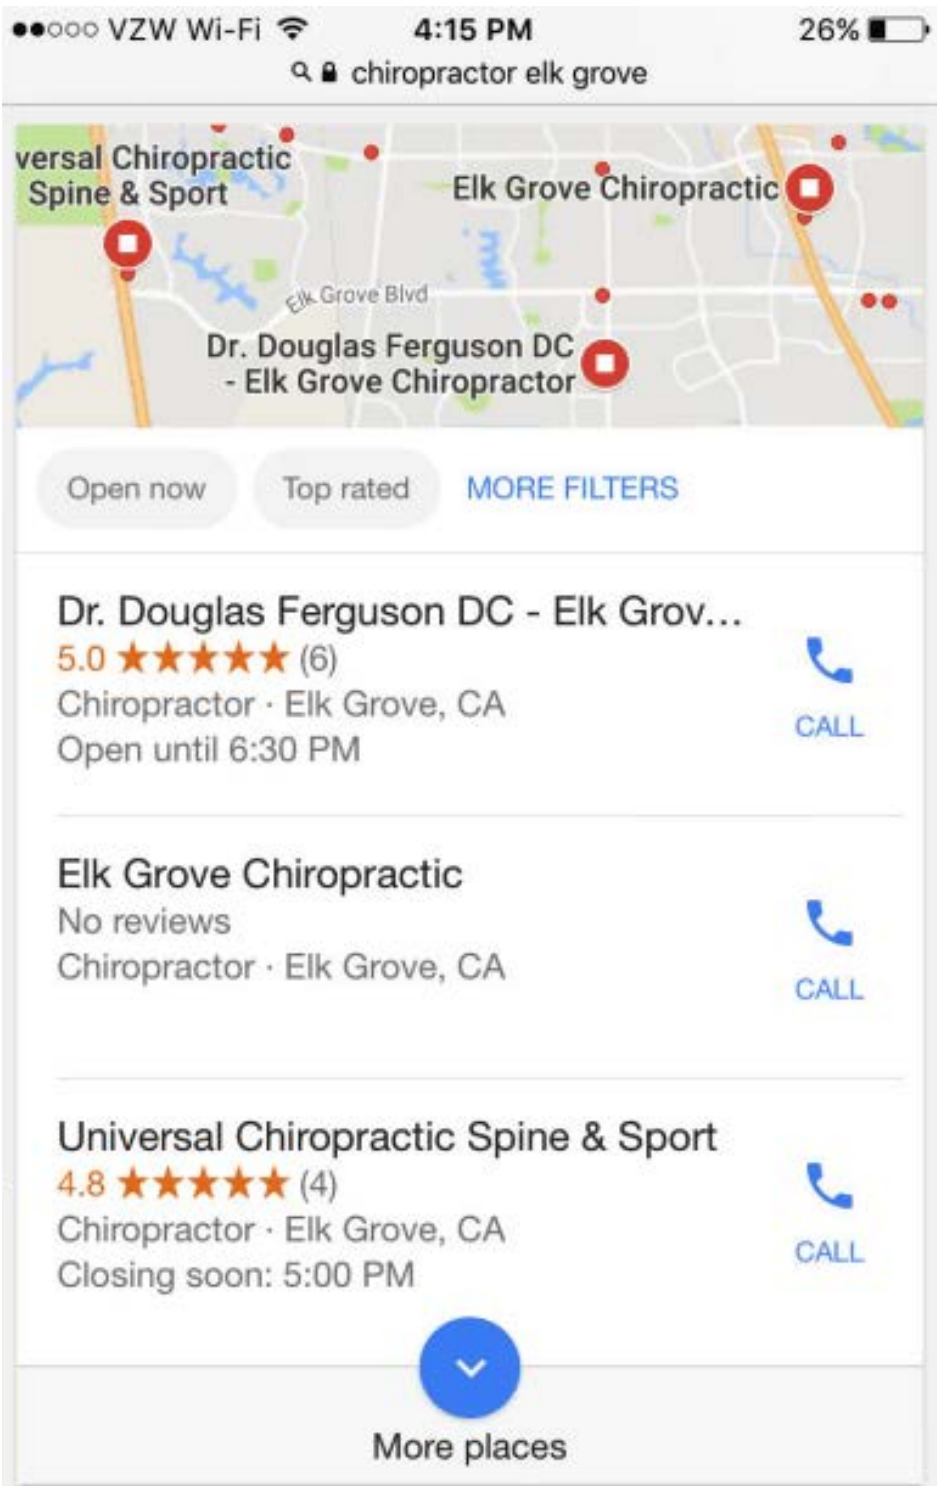 VZW Wi-Fi 4:15 PM 26%
chiropractor elk grove
versal Chiropractic
Spine & Sport
Elk Grove Chiropractic
Elk Grove Blvd
Dr. Douglas Ferguson DC
- Elk Grove Chiropractor
Open now Top rated MORE FILTERS
Dr. Douglas Ferguson DC - Elk Grov...
5.0 ★★★★★ (6)
Chiropractor · Elk Grove, CA
Open until 6:30 PM
CALL
Elk Grove Chiropractic
No reviews
Chiropractor · Elk Grove, CA
CALL
Universal Chiropractic Spine & Sport
4.8 ★★★★★ (4)
Chiropractor · Elk Grove, CA
Closing soon: 5:00 PM
CALL
More places